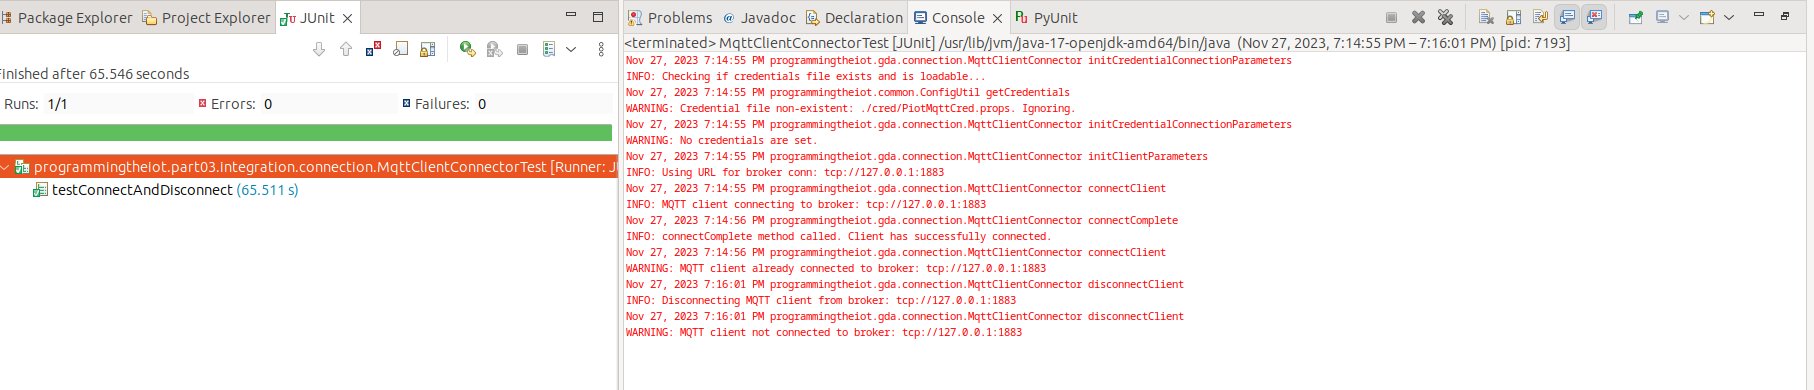 Package Explorer Project Explorer JUnit
Finished after 65.546 seconds
Runs: 1/1 Errors: 0 Failures: 0
programmingtheiot.part03.integration.connection.MqttClientConnectorTest [Runner: J
testConnectAndDisconnect (65.511 s)
Problems Javadoc Declaration Console PyUnit
<terminated> MqttClientConnectorTest [JUnit] /usr/lib/jvm/java-17-openjdk-amd64/bin/java (Nov 27, 2023, 7:14:55 PM – 7:16:01 PM) [pid: 7193]
Nov 27, 2023 7:14:55 PM programmingtheiot.gda.connection.MqttClientConnector initCredentialConnectionParameters
INFO: Checking if credentials file exists and is loadable...
Nov 27, 2023 7:14:55 PM programmingtheiot.common.ConfigUtil getCredentials
WARNING: Credential file non-existent: ./cred/PiotMqttCred.props. Ignoring.
Nov 27, 2023 7:14:55 PM programmingtheiot.gda.connection.MqttClientConnector initCredentialConnectionParameters
WARNING: No credentials are set.
Nov 27, 2023 7:14:55 PM programmingtheiot.gda.connection.MqttClientConnector initClientParameters
INFO: Using URL for broker conn: tcp://127.0.0.1:1883
Nov 27, 2023 7:14:55 PM programmingtheiot.gda.connection.MqttClientConnector connectClient
INFO: MQTT client connecting to broker: tcp://127.0.0.1:1883
Nov 27, 2023 7:14:56 PM programmingtheiot.gda.connection.MqttClientConnector connectComplete
INFO: connectComplete method called. Client has successfully connected.
Nov 27, 2023 7:14:56 PM programmingtheiot.gda.connection.MqttClientConnector connectClient
WARNING: MQTT client already connected to broker: tcp://127.0.0.1:1883
Nov 27, 2023 7:16:01 PM programmingtheiot.gda.connection.MqttClientConnector disconnectClient
INFO: Disconnecting MQTT client from broker: tcp://127.0.0.1:1883
Nov 27, 2023 7:16:01 PM programmingtheiot.gda.connection.MqttClientConnector disconnectClient
WARNING: MQTT client not connected to broker: tcp://127.0.0.1:1883